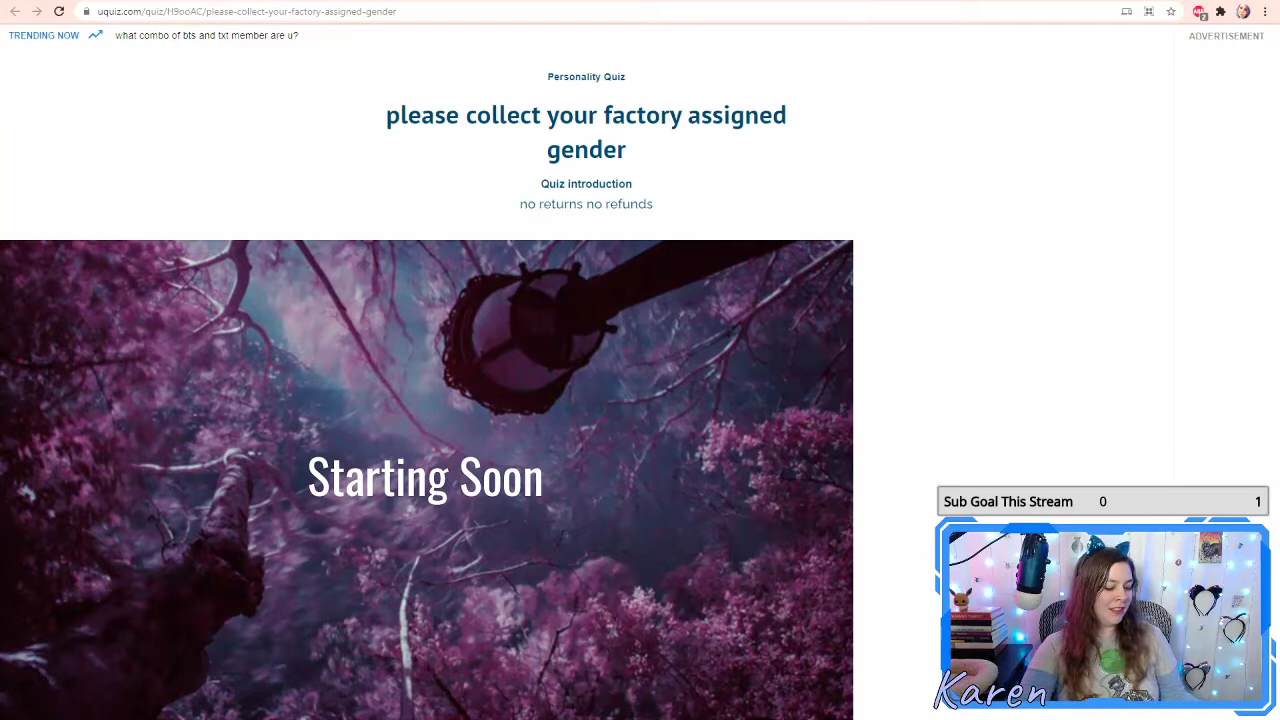 uquiz.com/quiz/H9ooAC/please-collect-your-factory-assigned-gender
TRENDING NOW what combo of bts and txt member are u?
ADVERTISEMENT
Personality Quiz
please collect your factory assigned
gender
Quiz introduction
no returns no refunds
Starting Soon
Sub Goal This Stream 0 1
Karen